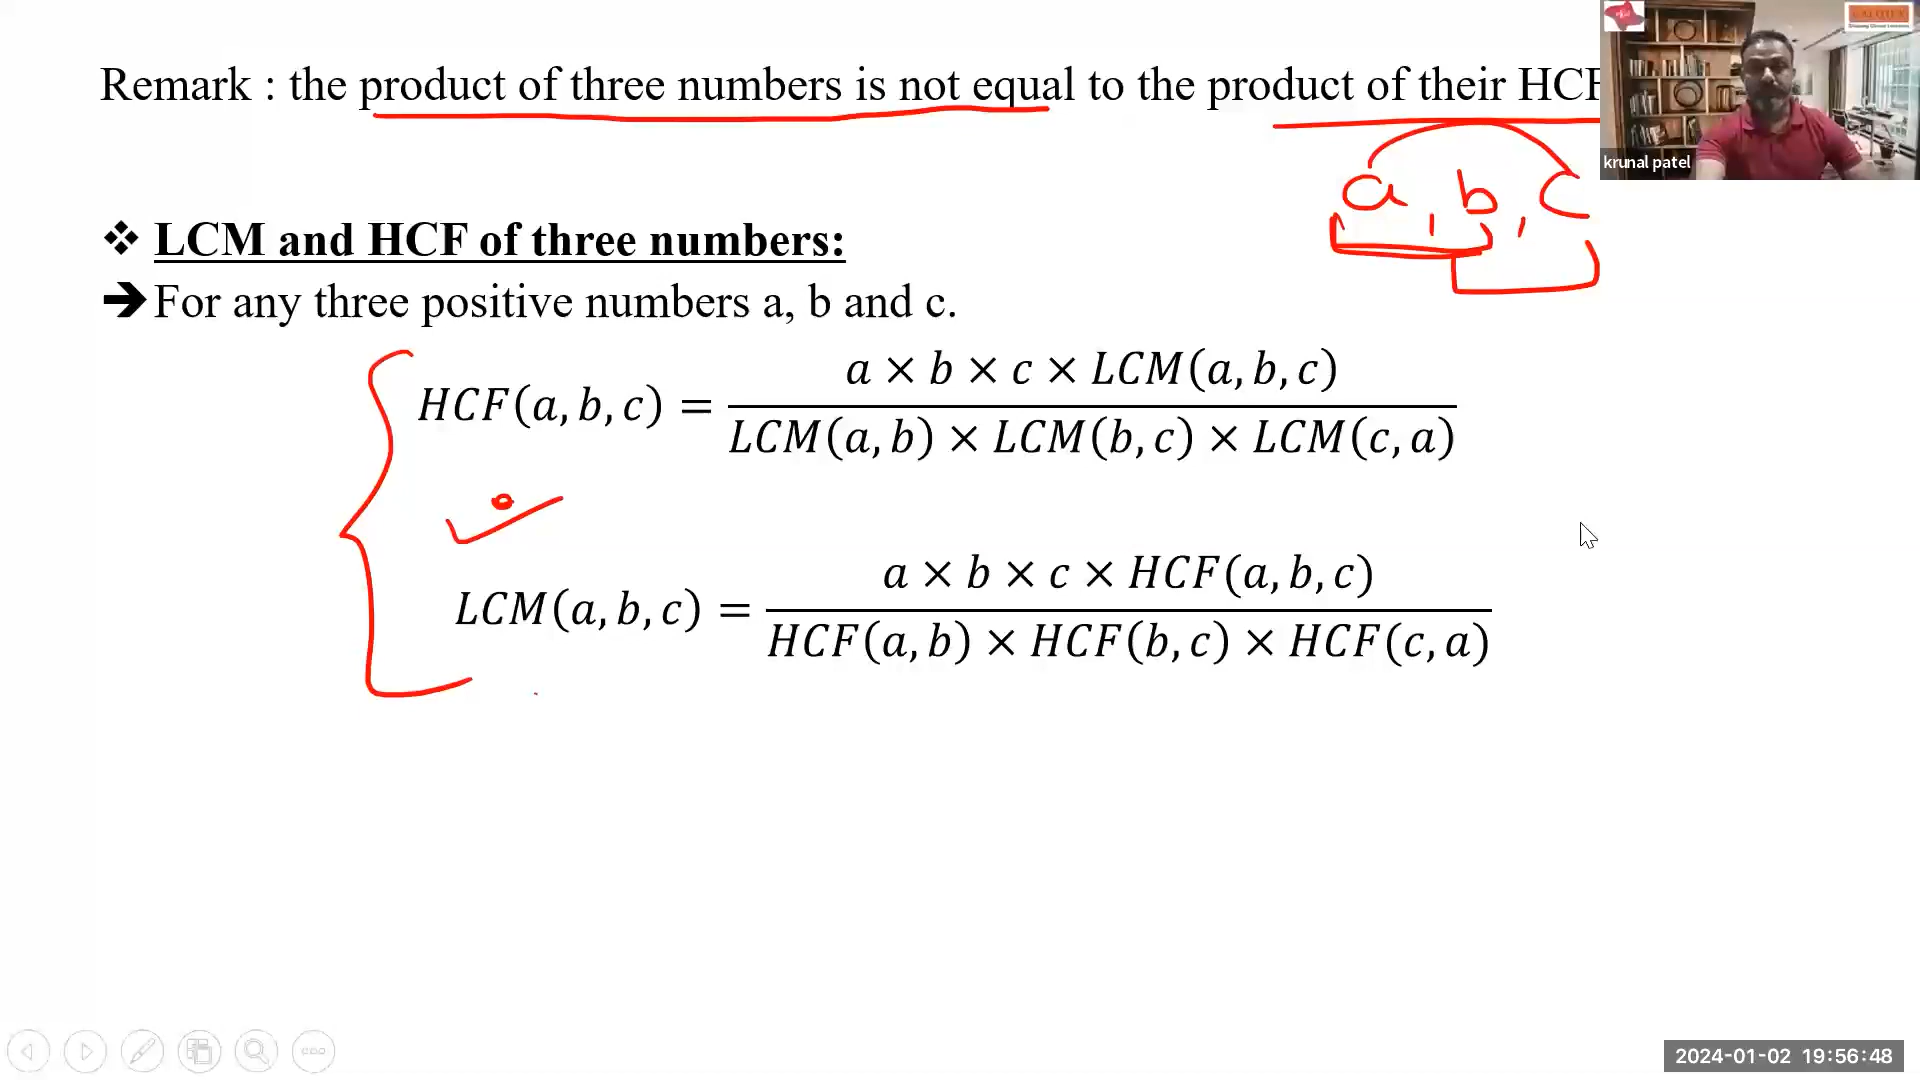 Remark : the product of three numbers is not equal to the product of their HCF
krunal patel
a, b, c
❖ LCM and HCF of three numbers:
➔ For any three positive numbers a, b and c.
HCF(a, b, c) = \frac{a × b × c × LCM(a, b, c)}{LCM(a, b) × LCM(b, c) × LCM(c, a)}
LCM(a, b, c) = \frac{a × b × c × HCF(a, b, c)}{HCF(a, b) × HCF(b, c) × HCF(c, a)}
2024-01-02 19:56:48